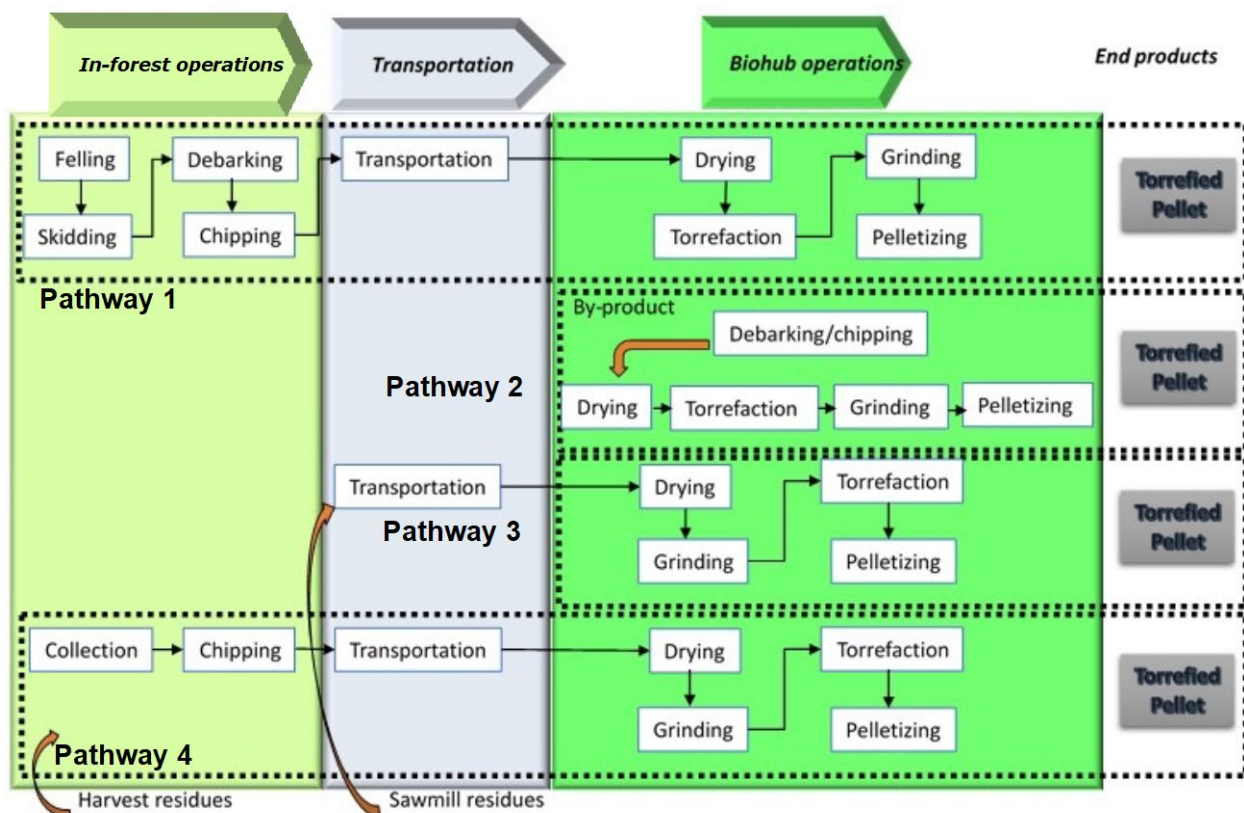 In-forest operations
Transportation
Biohub operations
End products
Felling
Debarking
Transportation
Drying
Grinding
Skidding
Chipping
Torrefaction
Pelletizing
Torrefied
Pellet
Pathway 1
By-product
Debarking/chipping
Pathway 2
Drying
Torrefaction
Grinding
Pelletizing
Torrefied
Pellet
Transportation
Drying
Torrefaction
Pathway 3
Grinding
Pelletizing
Torrefied
Pellet
Collection
Chipping
Transportation
Drying
Torrefaction
Grinding
Pelletizing
Torrefied
Pellet
Pathway 4
Harvest residues
Sawmill residues